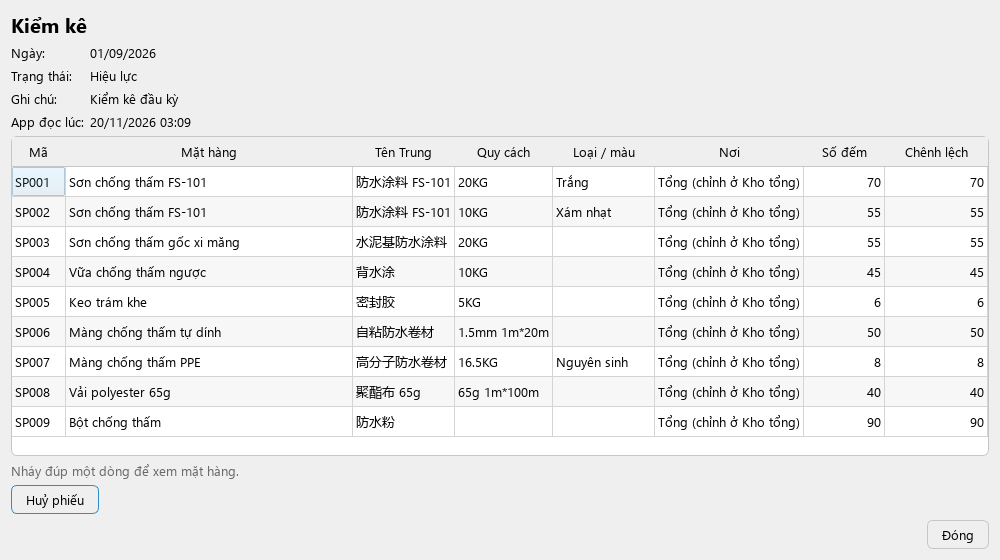 Kiểm kê
Ngày: 01/09/2026
Trạng thái: Hiệu lực
Ghi chú: Kiểm kê đầu kỳ
App đọc lúc: 20/11/2026 03:09
Mã Mặt hàng Tên Trung Quy cách Loại / màu Nơi Số đếm Chênh lệch
SP001 Sơn chống thấm FS-101 防水涂料 FS-101 20KG Trắng Tổng (chỉnh ở Kho tổng) 70 70
SP002 Sơn chống thấm FS-101 防水涂料 FS-101 10KG Xám nhạt Tổng (chỉnh ở Kho tổng) 55 55
SP003 Sơn chống thấm gốc xi măng 水泥基防水涂料 20KG Tổng (chỉnh ở Kho tổng) 55 55
SP004 Vữa chống thấm ngược 背水涂 10KG Tổng (chỉnh ở Kho tổng) 45 45
SP005 Keo trám khe 密封胶 5KG Tổng (chỉnh ở Kho tổng) 6 6
SP006 Màng chống thấm tự dính 自粘防水卷材 1.5mm 1m*20m Tổng (chỉnh ở Kho tổng) 50 50
SP007 Màng chống thấm PPE 高分子防水卷材 16.5KG Nguyên sinh Tổng (chỉnh ở Kho tổng) 8 8
SP008 Vải polyester 65g 聚酯布 65g 65g 1m*100m Tổng (chỉnh ở Kho tổng) 40 40
SP009 Bột chống thấm 防水粉 Tổng (chỉnh ở Kho tổng) 90 90
Nháy đúp một dòng để xem mặt hàng.
Huỷ phiếu
Đóng